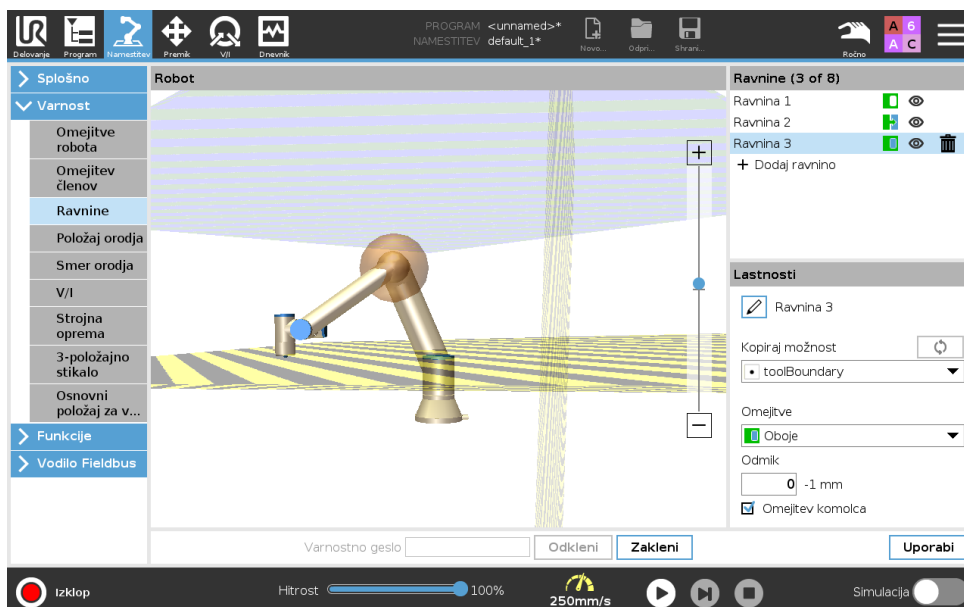 UR
PROGRAM <unnamed>*
NAMESTITEV default_1*
Delovanje
Program
Namestitev
Premik
V/I
Dnevnik
Novo...
Odpri...
Shrani...
Ročno
A 6
A C
Splošno
Varnost
Omejitve
robota
Omejitev
členov
Ravnine
Položaj orodja
Smer orodja
V/I
Strojna
oprema
3-položajno
stikalo
Osnovni
položaj za v...
Funkcije
Vodilo Fieldbus
Robot
Ravnine (3 of 8)
Ravnina 1
Ravnina 2
Ravnina 3
+ Dodaj ravnino
Lastnosti
Ravnina 3
Kopiraj možnost
toolBoundary
Omejitve
Oboje
Odmik
0 -1 mm
Omejitev komolca
Varnostno geslo
Odkleni
Zakleni
Uporabi
Izklop
Hitrost
100%
250mm/s
Simulacija